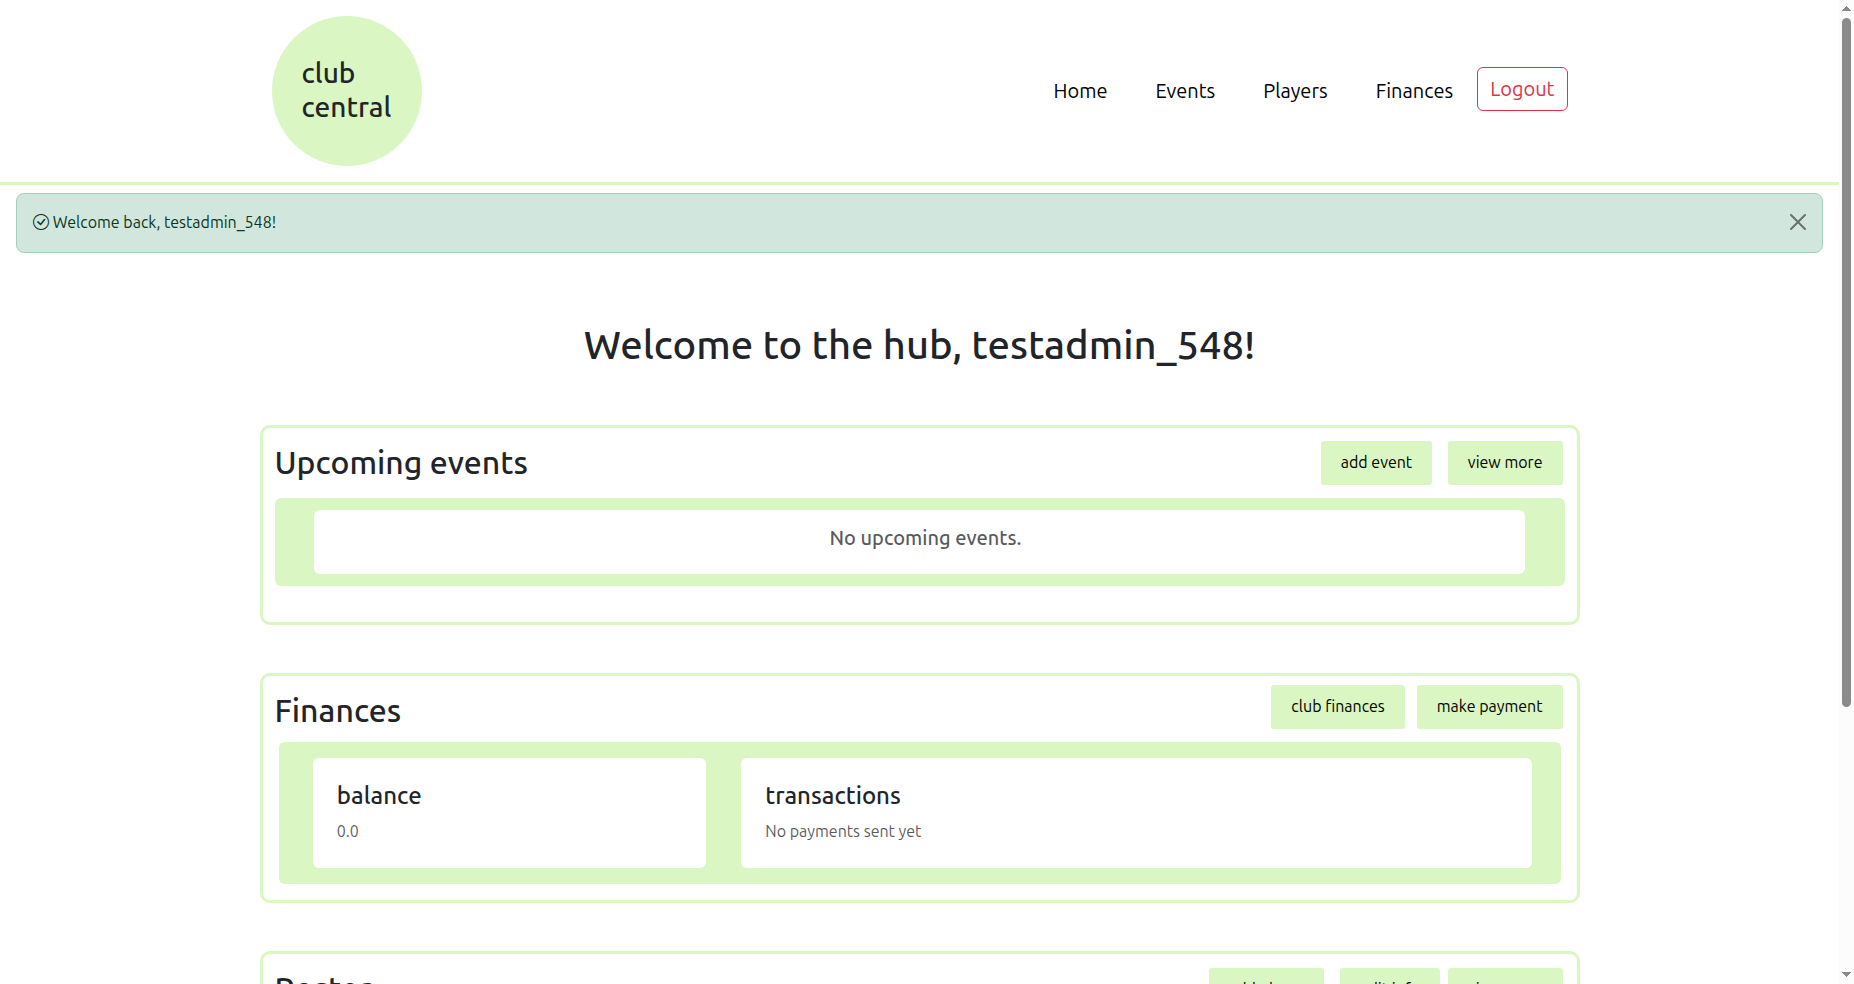 club
central
Home
Events
Players
Finances
Logout
Welcome back, testadmin_548!
Welcome to the hub, testadmin_548!
Upcoming events
add event
view more
No upcoming events.
Finances
club finances
make payment
balance
0.0
transactions
No payments sent yet